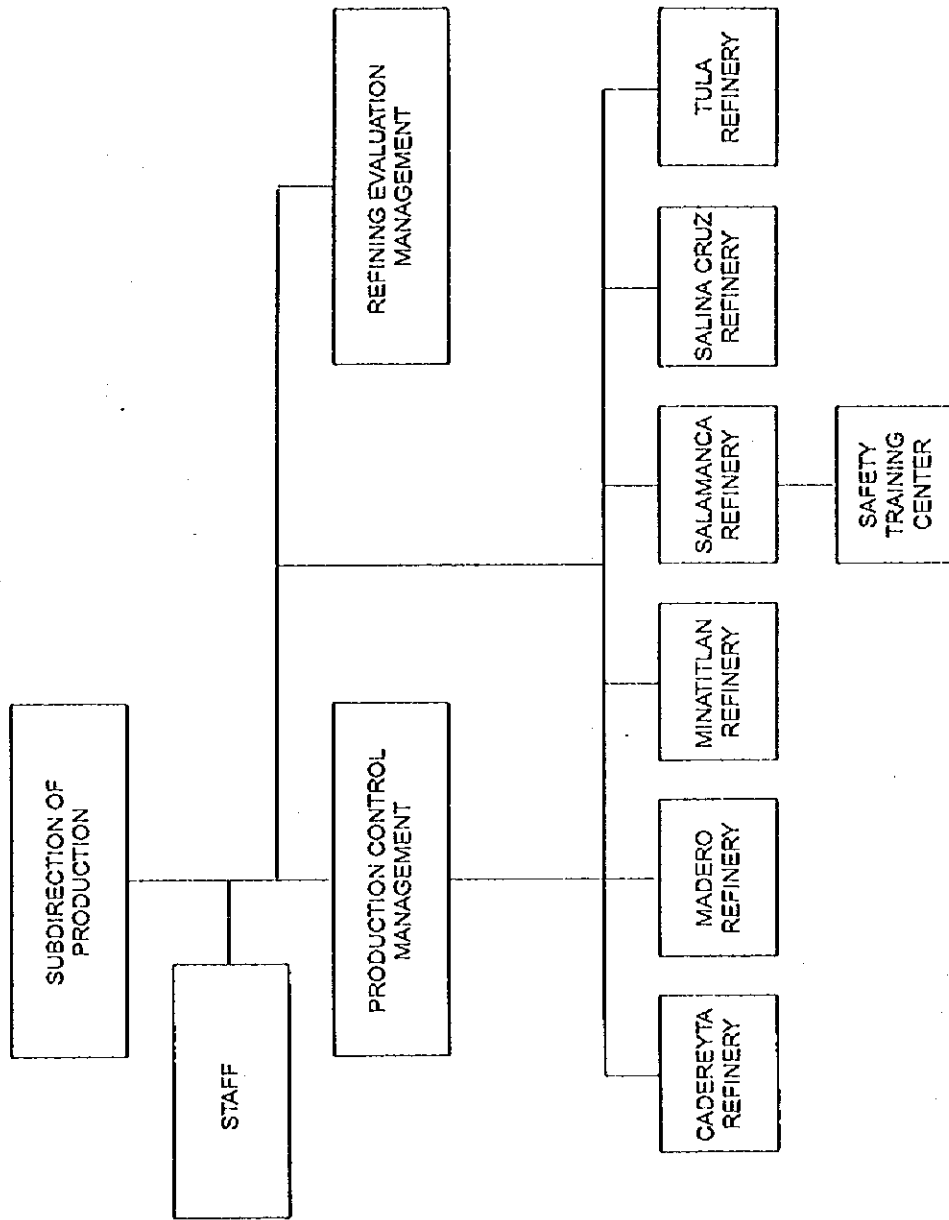 SUBDIRECTION OF
PRODUCTION
STAFF
PRODUCTION CONTROL
MANAGEMENT
REFINING EVALUATION
MANAGEMENT
CADEREYTA
REFINERY
MADERO
REFINERY
MINATITLAN
REFINERY
SALAMANCA
REFINERY
SALINA CRUZ
REFINERY
TULA
REFINERY
SAFETY
TRAINING
CENTER